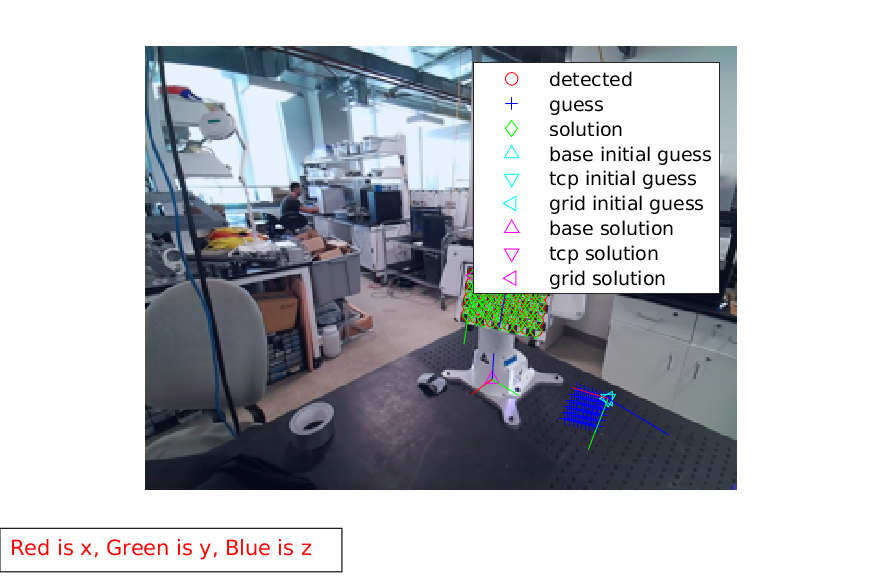 detected
guess
solution
base initial guess
tcp initial guess
grid initial guess
base solution
tcp solution
grid solution
Red is x, Green is y, Blue is z